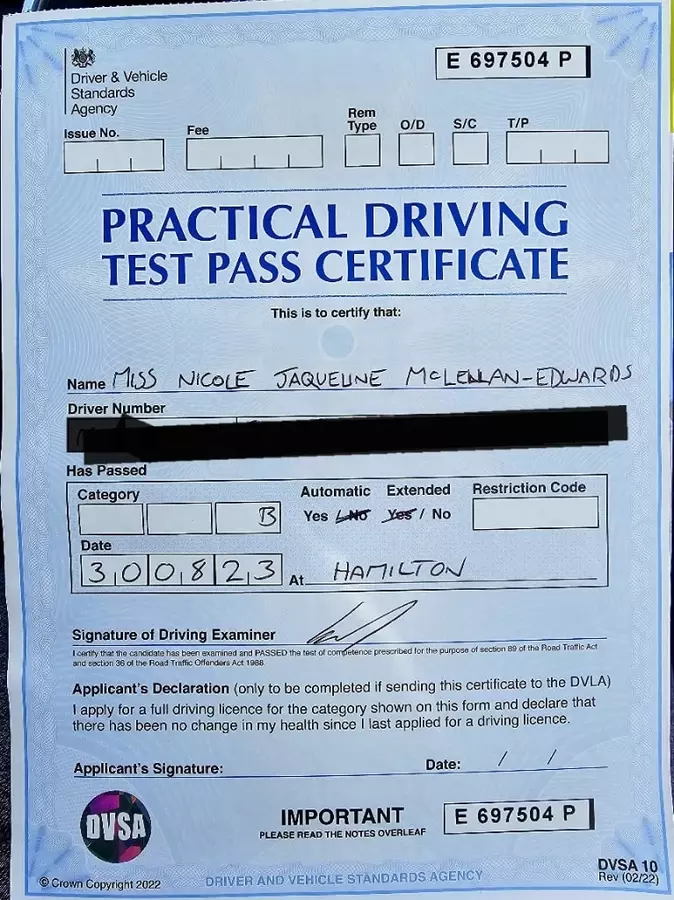 Driver & Vehicle
Standards
Agency
E 697504 P
Issue No. Fee Rem Type O/D S/C T/P
PRACTICAL DRIVING
TEST PASS CERTIFICATE
This is to certify that:
Name MISS NICOLE JAQUELINE McLELLAN-EDWARDS
Driver Number
Has Passed
Category Automatic Extended Restriction Code
B Yes / No Yes / No
Date
300823 At HAMILTON
Signature of Driving Examiner
I certify that the candidate has been examined and PASSED the test of competence prescribed for the purpose of section 89 of the Road Traffic Act
and section 36 of the Road Traffic Offenders Act 1988.
Applicant's Declaration (only to be completed if sending this certificate to the DVLA)
I apply for a full driving licence for the category shown on this form and declare that
there has been no change in my health since I last applied for a driving licence.
Applicant's Signature: Date: / /
DVSA
IMPORTANT
PLEASE READ THE NOTES OVERLEAF
E 697504 P
© Crown Copyright 2022
DRIVER AND VEHICLE STANDARDS AGENCY
DVSA 10
Rev (02/22)